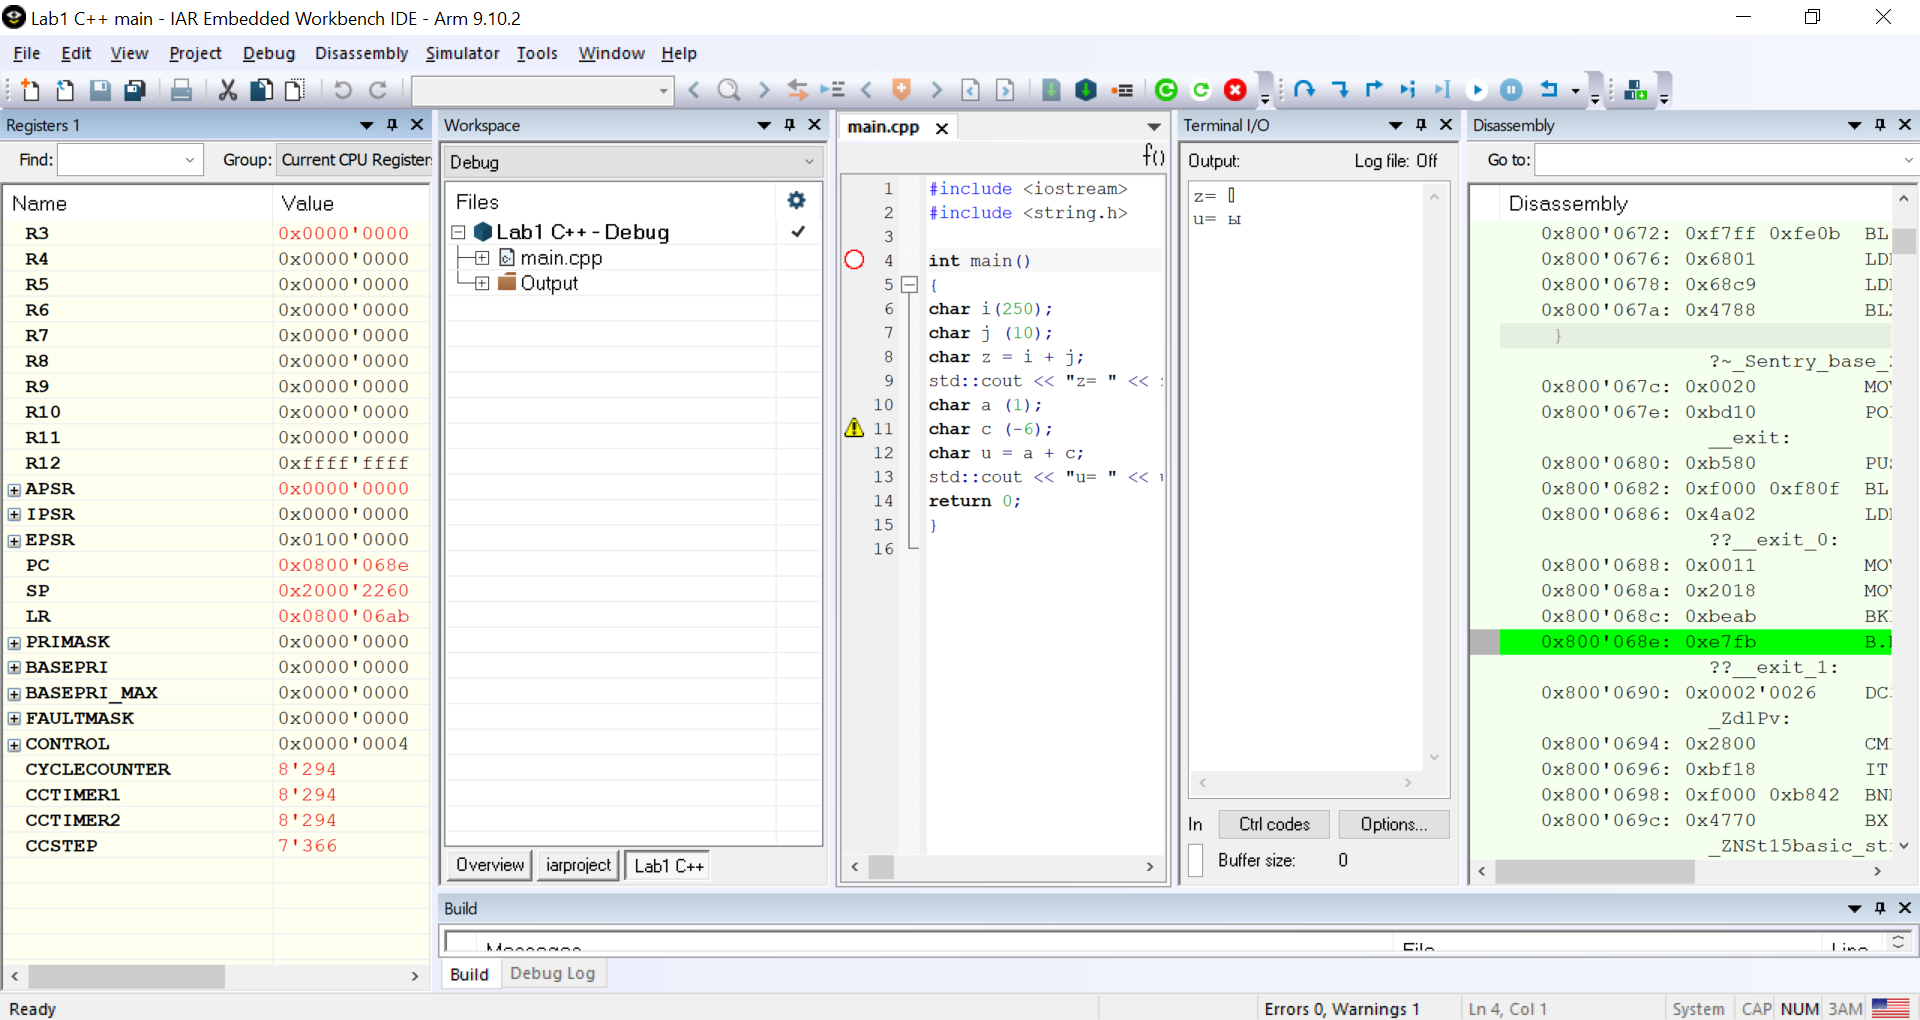 Lab1 C++ main - IAR Embedded Workbench IDE - Arm 9.10.2
File Edit View Project Debug Disassembly Simulator Tools Window Help
Registers 1
Find: Group: Current CPU Register
Name Value
R3 0x0000'0000
R4 0x0000'0000
R5 0x0000'0000
R6 0x0000'0000
R7 0x0000'0000
R8 0x0000'0000
R9 0x0000'0000
R10 0x0000'0000
R11 0x0000'0000
R12 0xffff'ffff
APSR 0x0000'0000
IPSR 0x0000'0000
EPSR 0x0100'0000
PC 0x0800'068e
SP 0x2000'2260
LR 0x0800'06ab
PRIMASK 0x0000'0000
BASEPRI 0x0000'0000
BASEPRI_MAX 0x0000'0000
FAULTMASK 0x0000'0000
CONTROL 0x0000'0004
CYCLECOUNTER 8'294
CCTIMER1 8'294
CCTIMER2 8'294
CCSTEP 7'366
Workspace
Debug
Files
Lab1 C++ - Debug
main.cpp
Output
Overview iarproject Lab1 C++
main.cpp
f()
1 #include <iostream>
2 #include <string.h>
3
4 int main()
5 {
6 char i(250);
7 char j (10);
8 char z = i + j;
9 std::cout << "z= " <<
10 char a (1);
11 char c (-6);
12 char u = a + c;
13 std::cout << "u= " <<
14 return 0;
15 }
16
Terminal I/O
Output: Log file: Off
z= 
u= ы
In Ctrl codes Options...
Buffer size: 0
Disassembly
Go to:
Disassembly
0x800'0672: 0xf7ff 0xfe0b BL
0x800'0676: 0x6801 LD
0x800'0678: 0x68c9 LD
0x800'067a: 0x4788 BL
}
?~_Sentry_base_
0x800'067c: 0x0020 MO
0x800'067e: 0xbd10 PO
__exit:
0x800'0680: 0xb580 PU
0x800'0682: 0xf000 0xf80f BL
0x800'0686: 0x4a02 LD
??__exit_0:
0x800'0688: 0x0011 MO
0x800'068a: 0x2018 MO
0x800'068c: 0xbeab BK
0x800'068e: 0xe7fb B.
??__exit_1:
0x800'0690: 0x0002'0026 DC
_ZdlPv:
0x800'0694: 0x2800 CM
0x800'0696: 0xbf18 IT
0x800'0698: 0xf000 0xb842 BN
0x800'069c: 0x4770 BX
_ZNSt15basic_st
Build
Messages File Line
Build Debug Log
Ready Errors 0, Warnings 1 Ln 4, Col 1 System CAP NUM ЗАМ